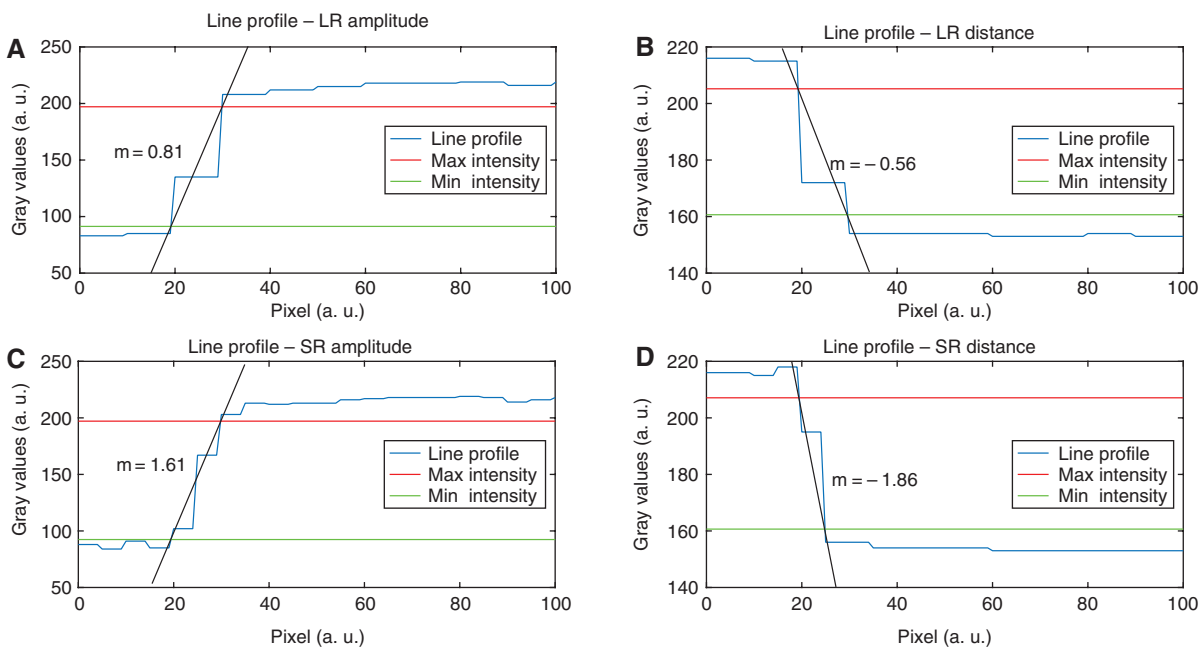 Line profile – LR amplitude
A
250
200
150
100
50
0
20
40
60
80
100
Gray values (a. u.)
Pixel (a. u.)
m = 0.81
Line profile
Max intensity
Min intensity
Line profile – LR distance
B
220
200
180
160
140
0
20
40
60
80
100
Gray values (a. u.)
Pixel (a. u.)
m = – 0.56
Line profile
Max intensity
Min intensity
Line profile – SR amplitude
C
250
200
150
100
50
0
20
40
60
80
100
Gray values (a. u.)
Pixel (a. u.)
m = 1.61
Line profile
Max intensity
Min intensity
Line profile – SR distance
D
220
200
180
160
140
0
20
40
60
80
100
Gray values (a. u.)
Pixel (a. u.)
m = – 1.86
Line profile
Max intensity
Min intensity